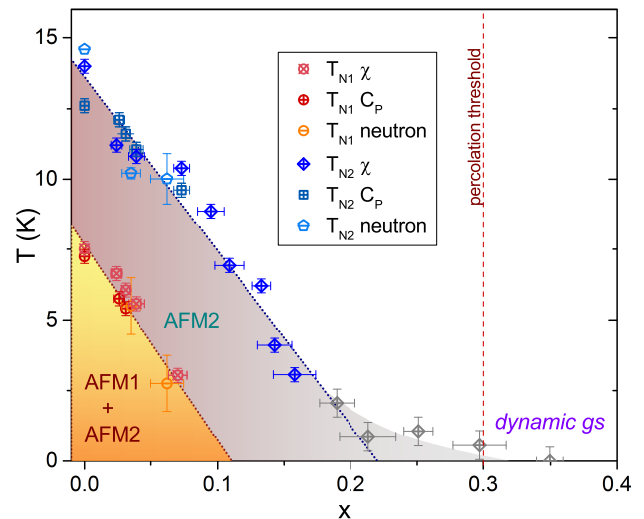 15
10
5
0
T (K)
T_N1 χ
T_N1 C_P
T_N1 neutron
T_N2 χ
T_N2 C_P
T_N2 neutron
percolation threshold
AFM2
AFM1
+
AFM2
dynamic gs
0.0
0.1
0.2
0.3
0.4
x